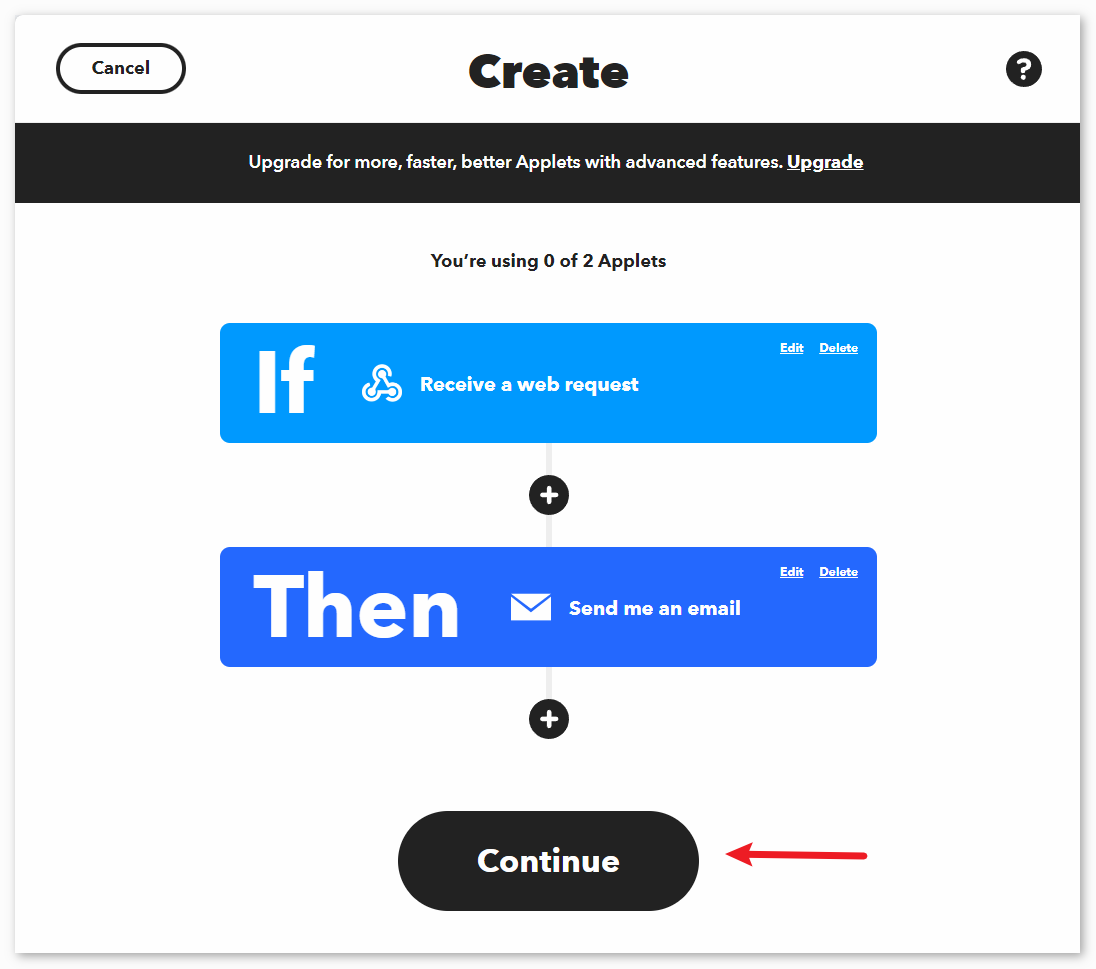 Cancel
Create
?
Upgrade for more, faster, better Applets with advanced features. Upgrade
You're using 0 of 2 Applets
If
Receive a web request
Edit Delete
Then
Send me an email
Edit Delete
Continue